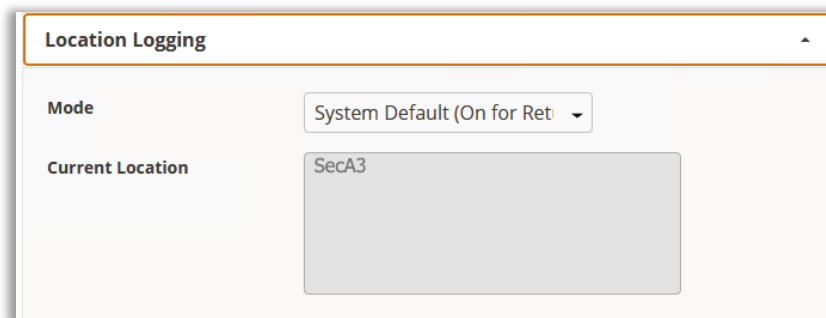 Location Logging
Mode
System Default (On for Ret
Current Location
SecA3